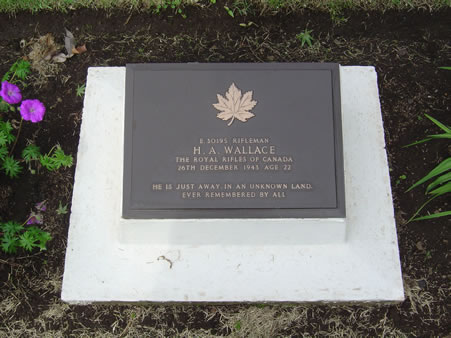 E 30195 RIFLEMAN
H. A. WALLACE
THE ROYAL RIFLES OF CANADA
26TH DECEMBER 1943 AGE 22
HE IS JUST AWAY IN AN UNKNOWN LAND,
EVER REMEMBERED BY ALL